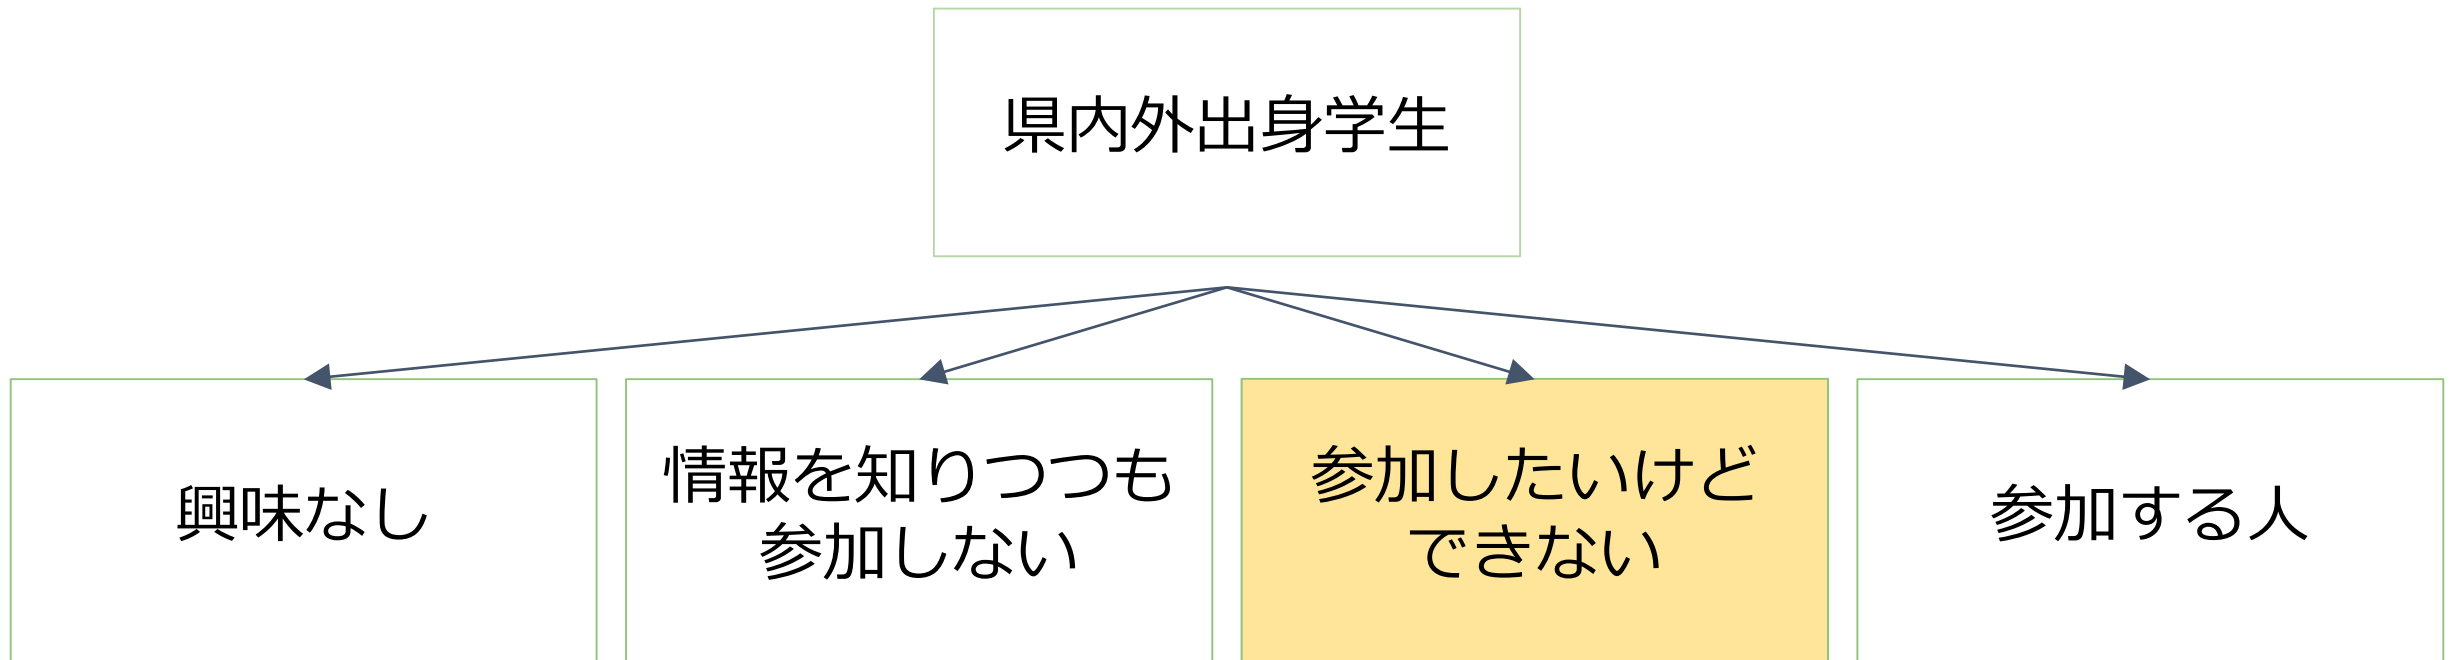 県内外出身学生
興味なし
情報を知りつつも
参加しない
参加したいけど
できない
参加する人